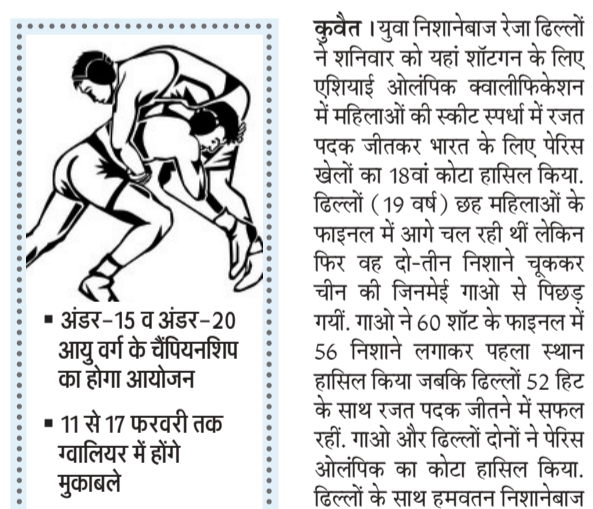 ▪ अंडर-15 व अंडर-20
आयु वर्ग के चैंपियनशिप
का होगा आयोजन
▪ 11 से 17 फरवरी तक
ग्वालियर में होंगे
मुकाबले
कुवैत । युवा निशानेबाज रेजा ढिल्लों
ने शनिवार को यहां शॉटगन के लिए
एशियाई ओलंपिक क्वालीफिकेशन
में महिलाओं की स्कीट स्पर्धा में रजत
पदक जीतकर भारत के लिए पेरिस
खेलों का 18वां कोटा हासिल किया.
ढिल्लों (19 वर्ष) छह महिलाओं के
फाइनल में आगे चल रही थीं लेकिन
फिर वह दो-तीन निशाने चूककर
चीन की जिनमेई गाओ से पिछड़
गयीं. गाओ ने 60 शॉट के फाइनल में
56 निशाने लगाकर पहला स्थान
हासिल किया जबकि ढिल्लों 52 हिट
के साथ रजत पदक जीतने में सफल
रहीं. गाओ और ढिल्लों दोनों ने पेरिस
ओलंपिक का कोटा हासिल किया.
ढिल्लों के साथ हमवतन निशानेबाज